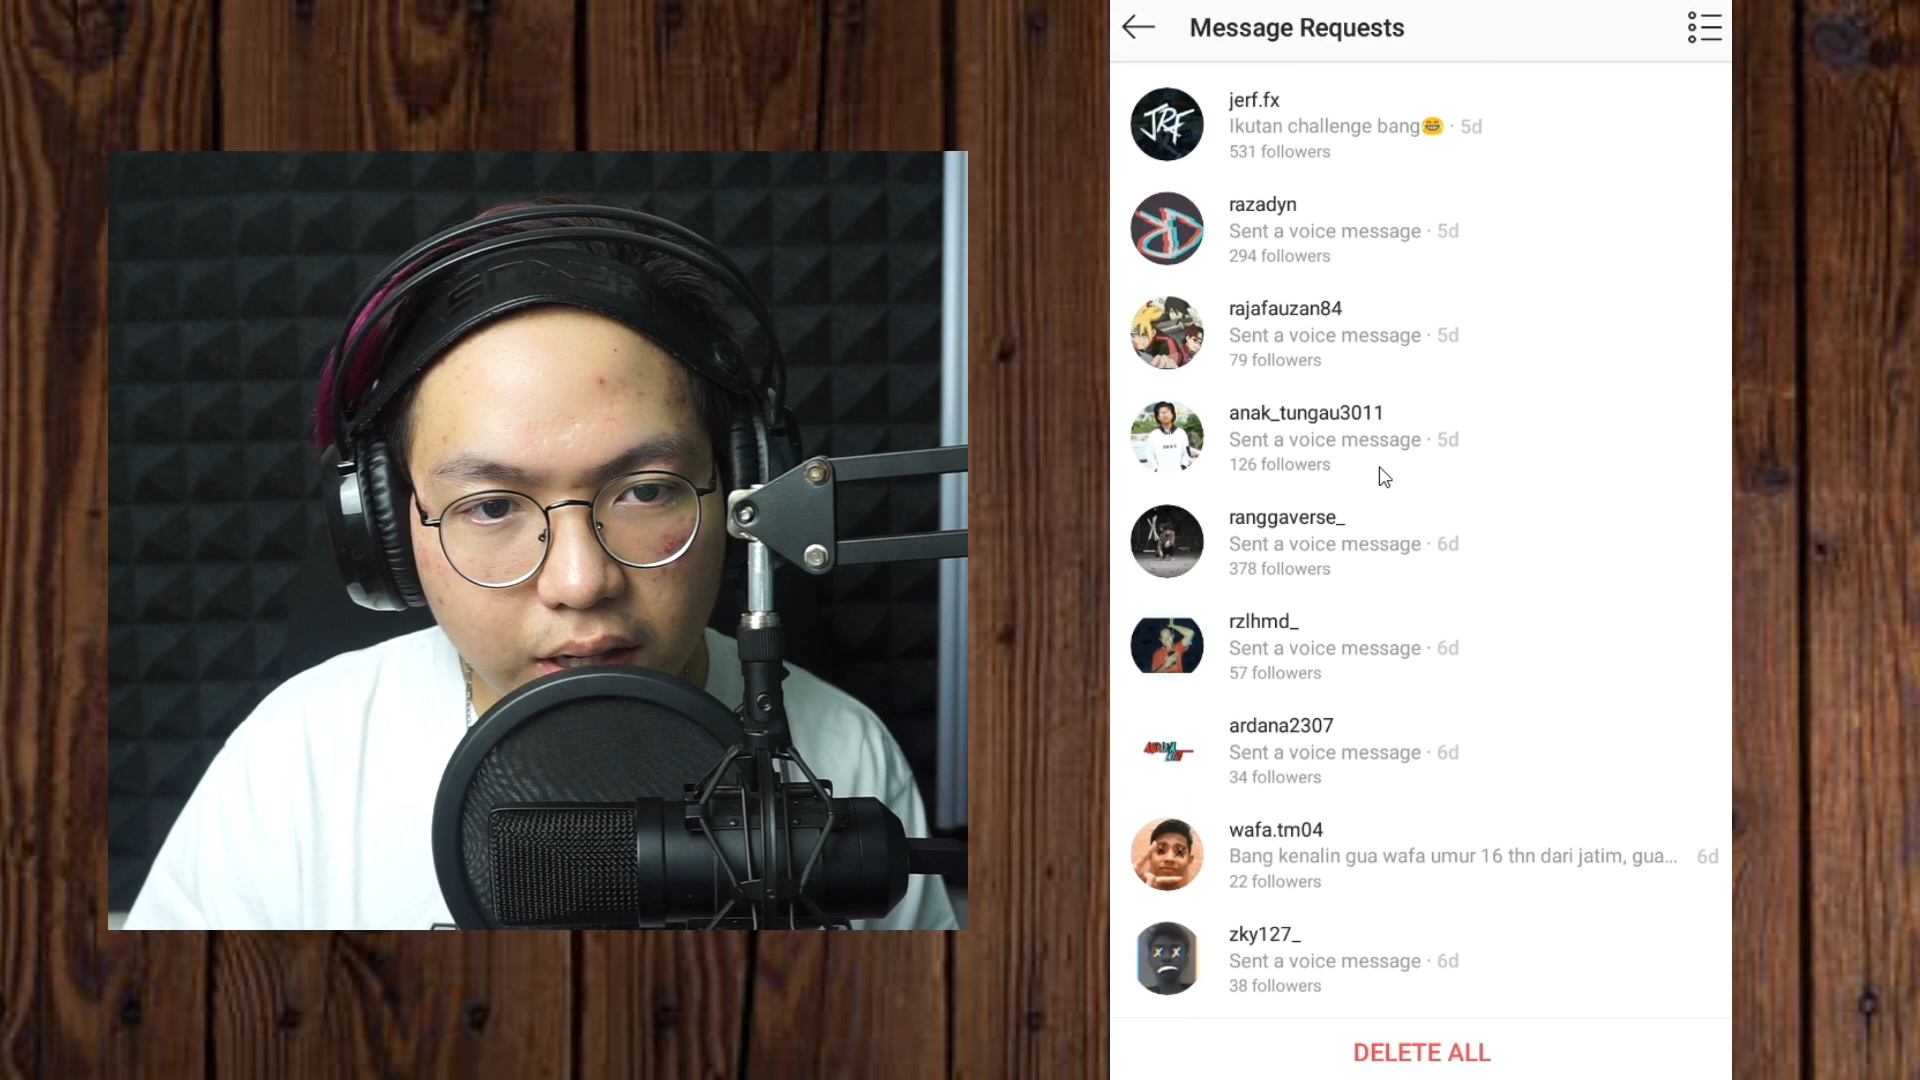 Message Requests
jerf.fx
Ikutan challenge bang😂 · 5d
531 followers
razadyn
Sent a voice message · 5d
294 followers
rajafauzan84
Sent a voice message · 5d
79 followers
anak_tungau3011
Sent a voice message · 5d
126 followers
ranggaverse_
Sent a voice message · 6d
378 followers
rzlhmd_
Sent a voice message · 6d
57 followers
ardana2307
Sent a voice message · 6d
34 followers
wafa.tm04
Bang kenalin gua wafa umur 16 thn dari jatim, gua... 6d
22 followers
zky127_
Sent a voice message · 6d
38 followers
DELETE ALL